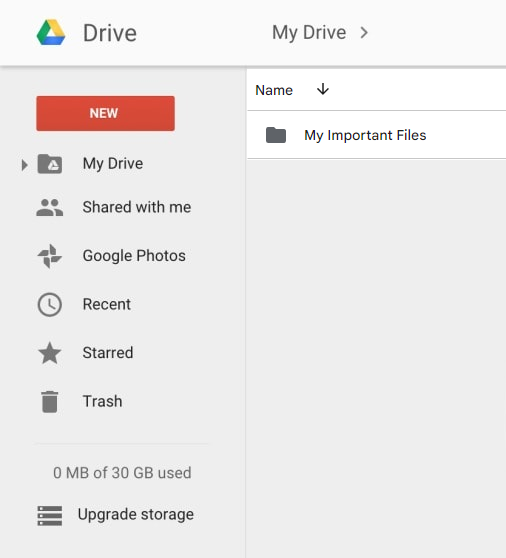 Drive
My Drive
NEW
Name
My Drive
My Important Files
Shared with me
Google Photos
Recent
Starred
Trash
0 MB of 30 GB used
Upgrade storage